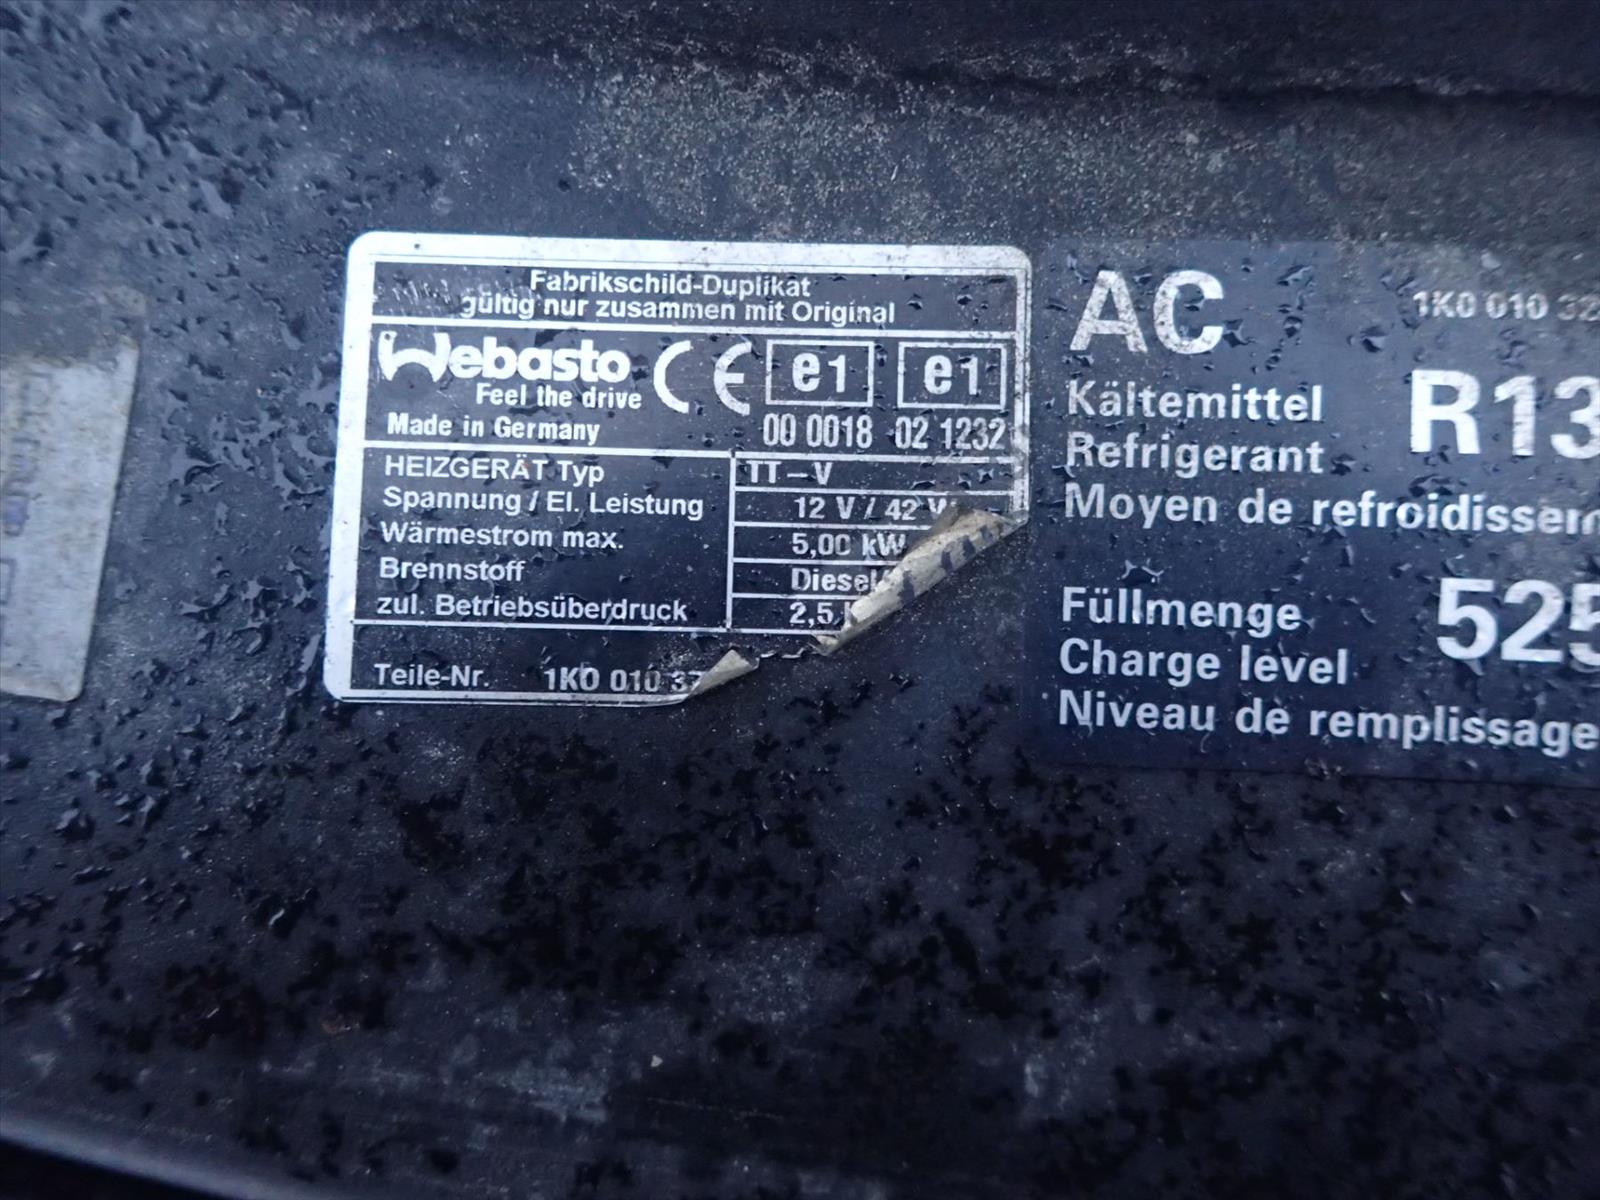 Fabrikschild-Duplikat
gültig nur zusammen mit Original
Webasto
Feel the drive
CE e1 e1
Made in Germany 00 0018 02 1232
HEIZGERÄT Typ TT-V
Spannung / El. Leistung 12 V / 42
Wärmestrom max. 5,00 kW
Brennstoff Diesel
zul. Betriebsüberdruck 2,5
Teile-Nr. 1K0 010 37
AC 1K0 010 32
Kältemittel R13
Refrigerant
Moyen de refroidissem
Füllmenge 525
Charge level
Niveau de remplissage